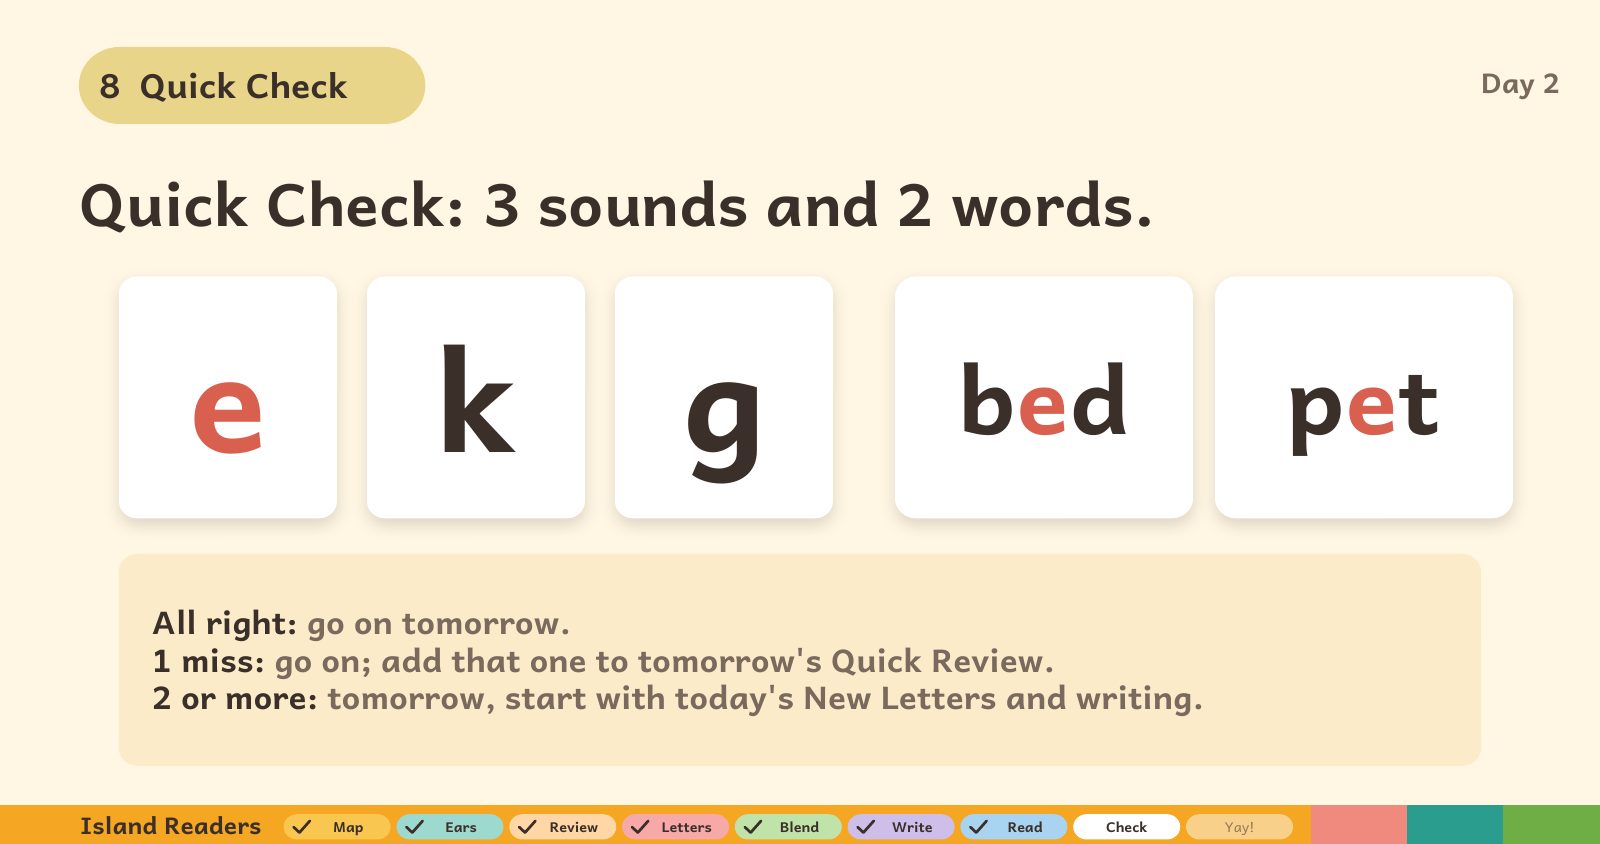 8 Quick Check
Day 2
Quick Check: 3 sounds and 2 words.
e k g bed pet
All right: go on tomorrow.
1 miss: go on; add that one to tomorrow's Quick Review.
2 or more: tomorrow, start with today's New Letters and writing.
Island Readers Map Ears Review Letters Blend Write Read Check Yay!